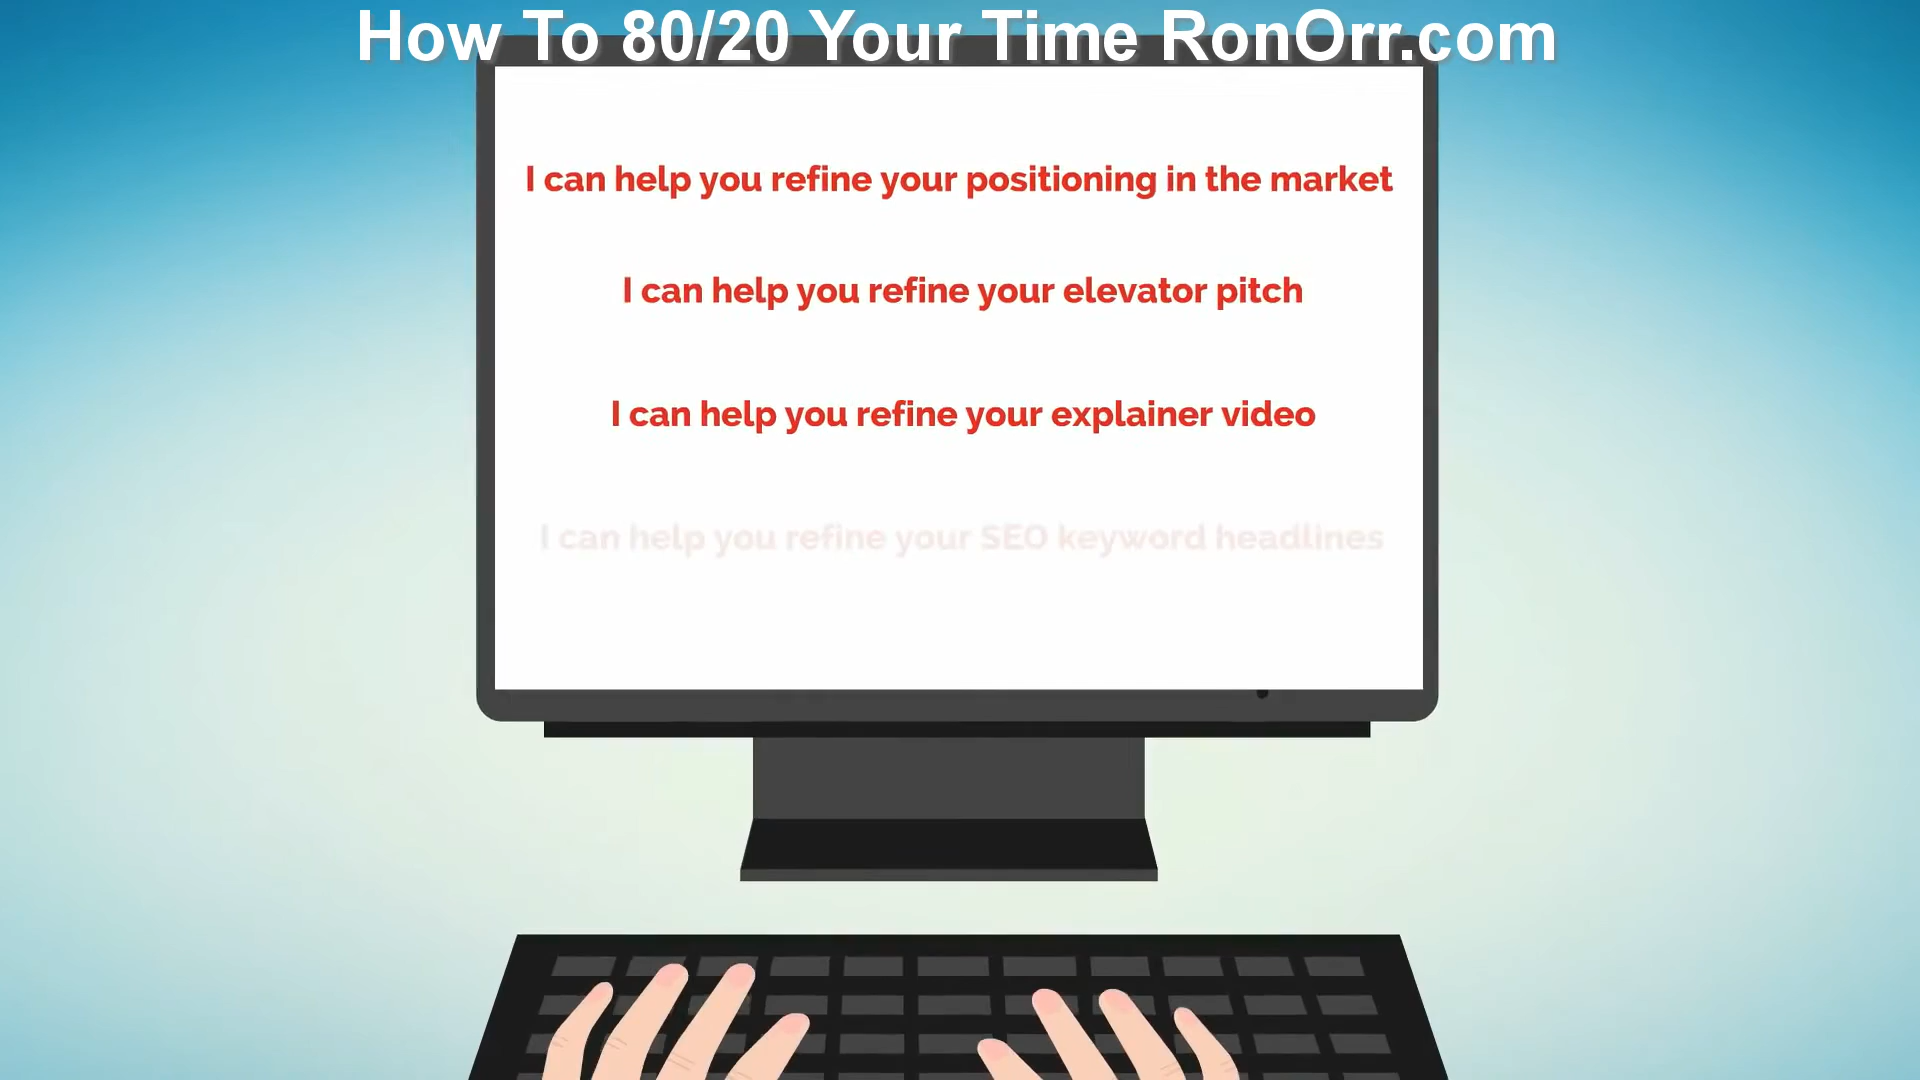 How To 80/20 Your Time RonOrr.com
I can help you refine your positioning in the market
I can help you refine your elevator pitch
I can help you refine your explainer video
I can help you refine your SEO keyword headlines